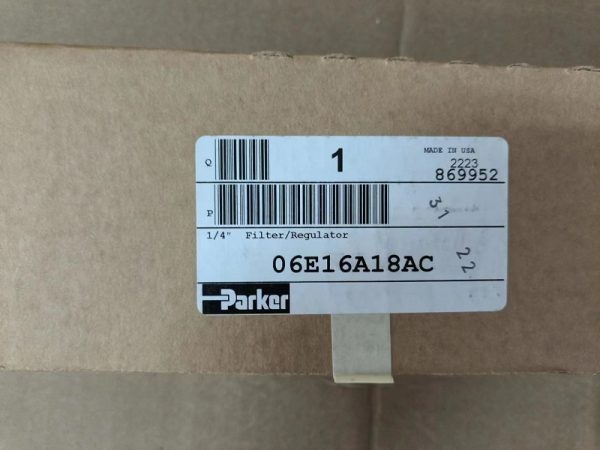 Q 1 MADE IN USA
2223
869952
P
31
1/4" Filter/Regulator
22
06E16A18AC
Parker